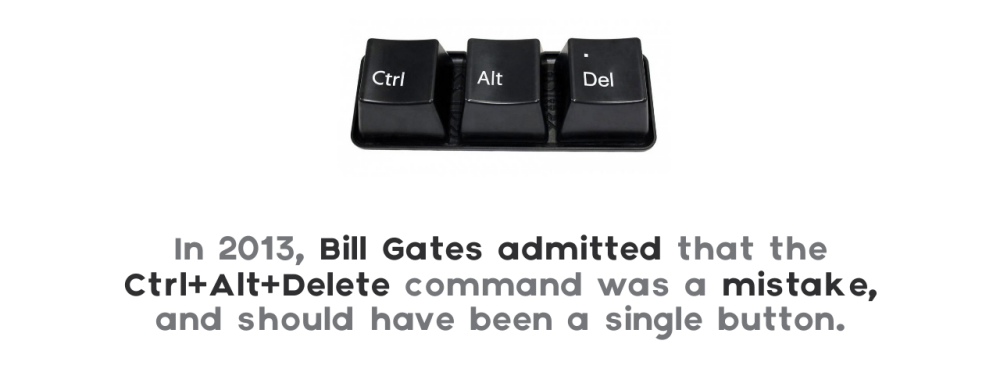 Ctrl Alt Del
In 2013, Bill Gates admitted that the
Ctrl+Alt+Delete command was a mistake,
and should have been a single button.